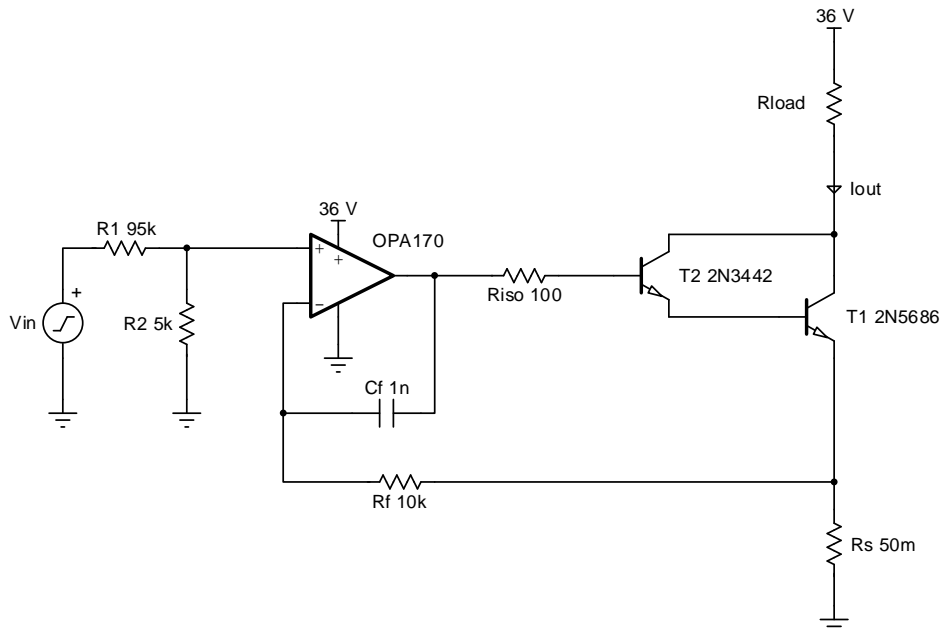 36 V
Rload
Iout
36 V
OPA170
R1 95k
+
+
−
+
Vin
R2 5k
Riso 100
T2 2N3442
T1 2N5686
Cf 1n
Rf 10k
Rs 50m